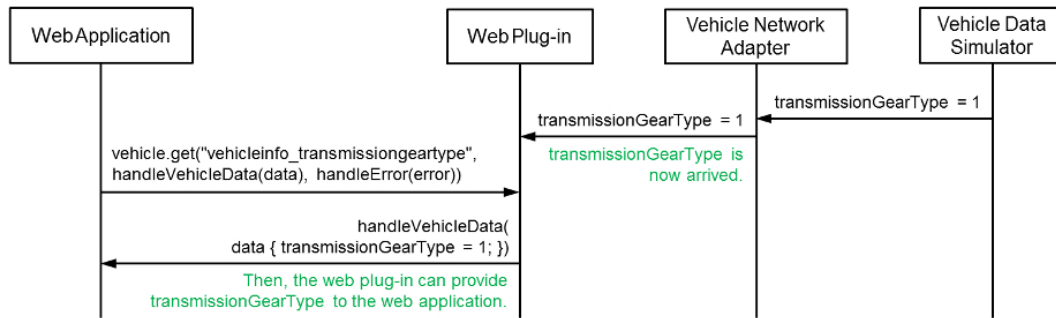 Web Application
Web Plug-in
Vehicle Network
Adapter
Vehicle Data
Simulator
transmissionGearType = 1
transmissionGearType = 1
transmissionGearType is
now arrived.
vehicle.get("vehicleinfo_transmissiongeartype",
handleVehicleData(data), handleError(error))
handleVehicleData(
data { transmissionGearType = 1; })
Then, the web plug-in can provide
transmissionGearType to the web application.